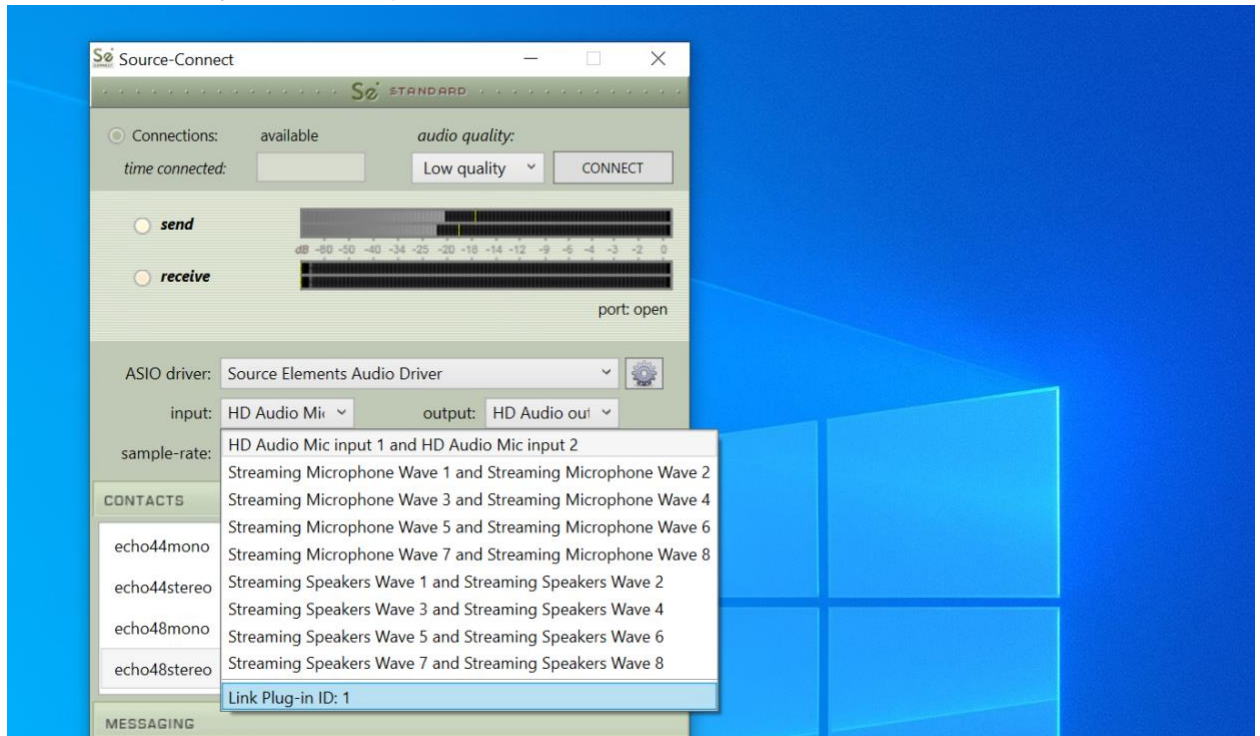 Se CONNECT Source-Connect
Se STANDARD
Connections: available audio quality:
time connected: Low quality CONNECT
send
dB -80 -50 -40 -34 -25 -20 -18 -14 -12 -9 -6 -4 -3 -2 0
receive
port: open
ASIO driver: Source Elements Audio Driver
input: HD Audio Mi output: HD Audio out
sample-rate:
HD Audio Mic input 1 and HD Audio Mic input 2
Streaming Microphone Wave 1 and Streaming Microphone Wave 2
CONTACTS
Streaming Microphone Wave 3 and Streaming Microphone Wave 4
Streaming Microphone Wave 5 and Streaming Microphone Wave 6
echo44mono
Streaming Microphone Wave 7 and Streaming Microphone Wave 8
echo44stereo
Streaming Speakers Wave 1 and Streaming Speakers Wave 2
Streaming Speakers Wave 3 and Streaming Speakers Wave 4
echo48mono
Streaming Speakers Wave 5 and Streaming Speakers Wave 6
echo48stereo
Streaming Speakers Wave 7 and Streaming Speakers Wave 8
Link Plug-in ID: 1
MESSAGING